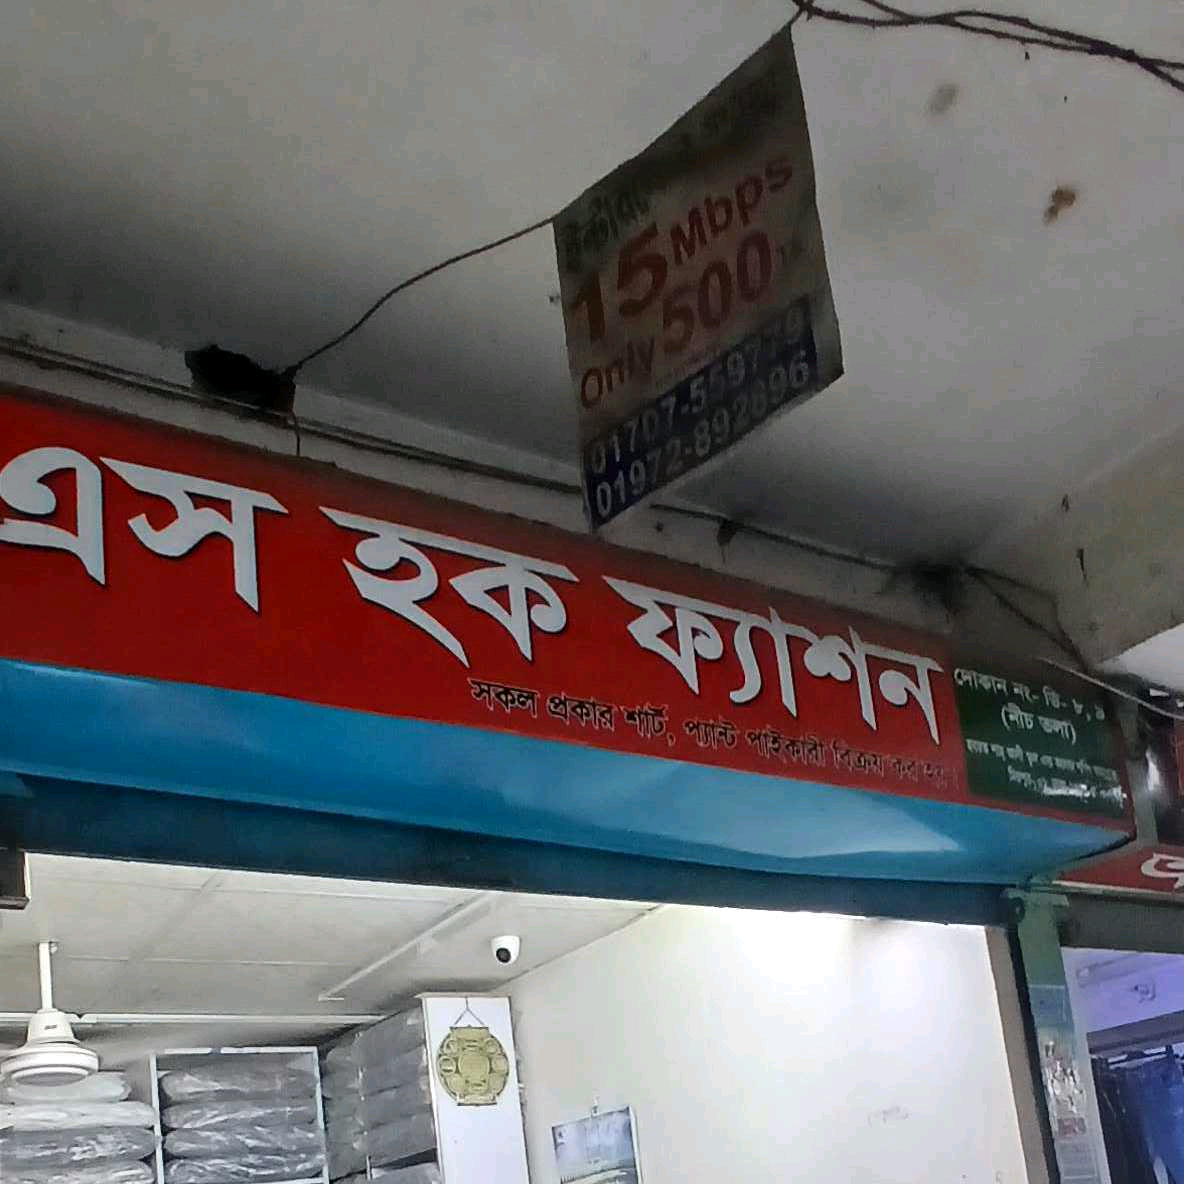 15 Mbps
Only 500 TK
01707-559779
01972-892696
এস হক ফ্যাশন
সকল প্রকার শার্ট, প্যান্ট পাইকারী বিক্রয় করা হয়।
দোকান নং- ডি- ৮, ৯
(নীচ তলা)